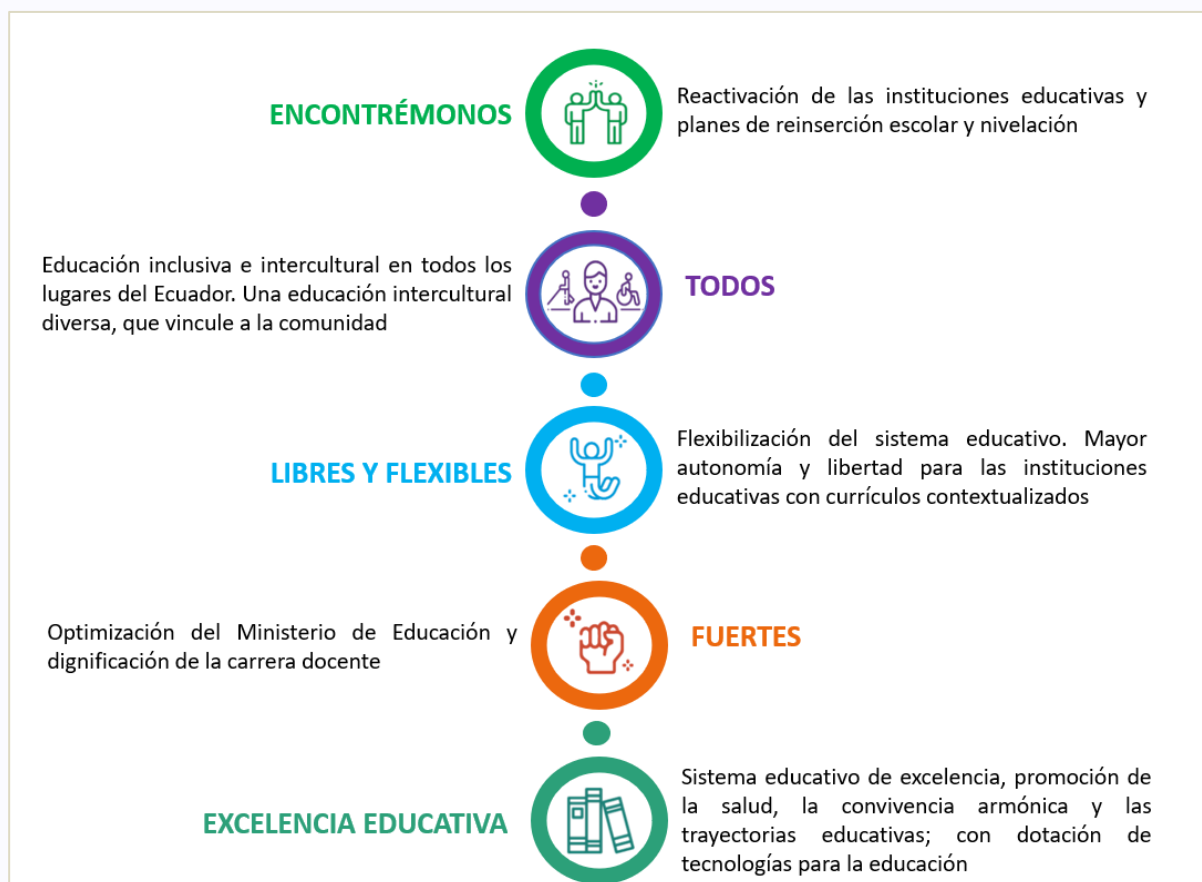 ENCONTRÉMONOS
Reactivación de las instituciones educativas y
planes de reinserción escolar y nivelación
Educación inclusiva e intercultural en todos los
lugares del Ecuador. Una educación intercultural
diversa, que vincule a la comunidad
TODOS
LIBRES Y FLEXIBLES
Flexibilización del sistema educativo. Mayor
autonomía y libertad para las instituciones
educativas con currículos contextualizados
Optimización del Ministerio de Educación y
dignificación de la carrera docente
FUERTES
EXCELENCIA EDUCATIVA
Sistema educativo de excelencia, promoción de
la salud, la convivencia armónica y las
trayectorias educativas; con dotación de
tecnologías para la educación